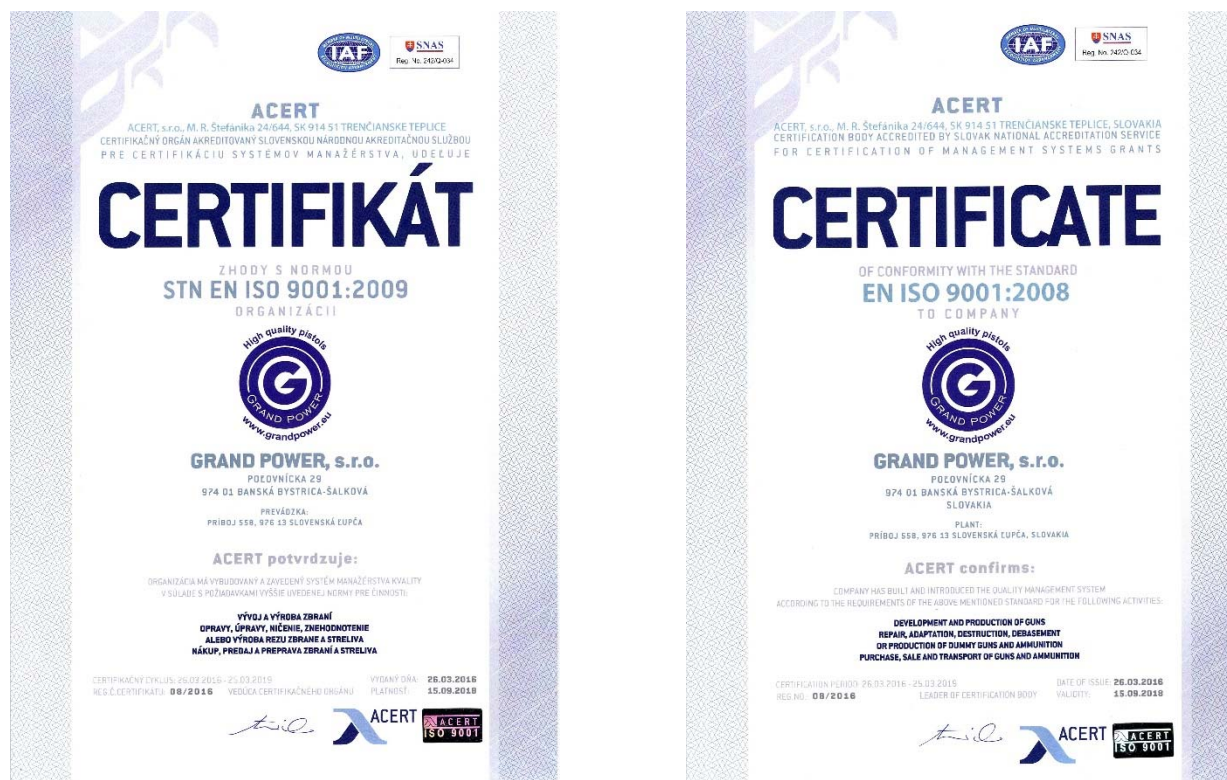 IAF
SNAS
Reg. No. 242/Q-034
ACERT
ACERT, s.r.o., M. R. Štefánika 24/644, SK 914 51 TRENČIANSKE TEPLICE
CERTIFIKAČNÝ ORGÁN AKREDITOVANÝ SLOVENSKOU NÁRODNOU AKREDITAČNOU SLUŽBOU
PRE CERTIFIKÁCIU SYSTÉMOV MANAŽÉRSTVA, UDEĽUJE
CERTIFIKÁT
ZHODY S NORMOU
STN EN ISO 9001:2009
ORGANIZÁCII
High quality pistols
G
GRAND POWER
www.grandpower.eu
GRAND POWER, s.r.o.
POĽOVNÍCKA 29
974 01 BANSKÁ BYSTRICA-ŠALKOVÁ
PREVÁDZKA:
PRÍBOJ 558, 976 13 SLOVENSKÁ ĽUPČA
ACERT potvrdzuje:
ORGANIZÁCIA MÁ VYBUDOVANÝ A ZAVEDENÝ SYSTÉM MANAŽÉRSTVA KVALITY
V SÚLADE S POŽIADAVKAMI VYŠŠIE UVEDENEJ NORMY PRE ČINNOSTI:
VÝVOJ A VÝROBA ZBRANÍ
OPRAVY, ÚPRAVY, NIČENIE, ZNEHODNOTENIE
ALEBO VÝROBA REZU ZBRANE A STRELIVA
NÁKUP, PREDAJ A PREPRAVA ZBRANÍ A STRELIVA
CERTIFIKAČNÝ CYKLUS: 26.03.2016 - 25.03.2019 VYDANÝ DŇA: 26.03.2016
REG.Č.CERTIFIKÁTU: 08/2016 VEDÚCA CERTIFIKAČNÉHO ORGÁNU PLATNOSŤ: 15.09.2018
ACERT
ACERT
ISO 9001
IAF
SNAS
Reg. No. 242/Q-034
ACERT
ACERT, s.r.o., M. R. Štefánika 24/644, SK 914 51 TRENČIANSKE TEPLICE, SLOVAKIA
CERTIFICATION BODY ACCREDITED BY SLOVAK NATIONAL ACCREDITATION SERVICE
FOR CERTIFICATION OF MANAGEMENT SYSTEMS GRANTS
CERTIFICATE
OF CONFORMITY WITH THE STANDARD
EN ISO 9001:2008
TO COMPANY
High quality pistols
G
GRAND POWER
www.grandpower.eu
GRAND POWER, s.r.o.
POĽOVNÍCKA 29
974 01 BANSKÁ BYSTRICA-ŠALKOVÁ
SLOVAKIA
PLANT:
PRÍBOJ 558, 976 13 SLOVENSKÁ ĽUPČA, SLOVAKIA
ACERT confirms:
COMPANY HAS BUILT AND INTRODUCED THE QUALITY MANAGEMENT SYSTEM
ACCORDING TO THE REQUIREMENTS OF THE ABOVE MENTIONED STANDARD FOR THE FOLLOWING ACTIVITIES:
DEVELOPMENT AND PRODUCTION OF GUNS
REPAIR, ADAPTATION, DESTRUCTION, DEBASEMENT
OR PRODUCTION OF DUMMY GUNS AND AMMUNITION
PURCHASE, SALE AND TRANSPORT OF GUNS AND AMMUNITION
CERTIFICATION PERIOD: 26.03.2016 - 25.03.2019 DATE OF ISSUE: 26.03.2016
REG.NO.: 08/2016 LEADER OF CERTIFICATION BODY VALIDITY: 15.09.2018
ACERT
ACERT
ISO 9001